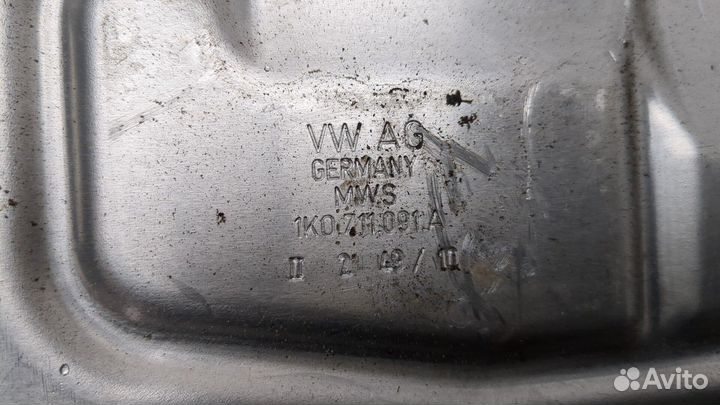 VW AG
GERMANY
MWS
1K0.711.091.A
II 21 49/10
Avito